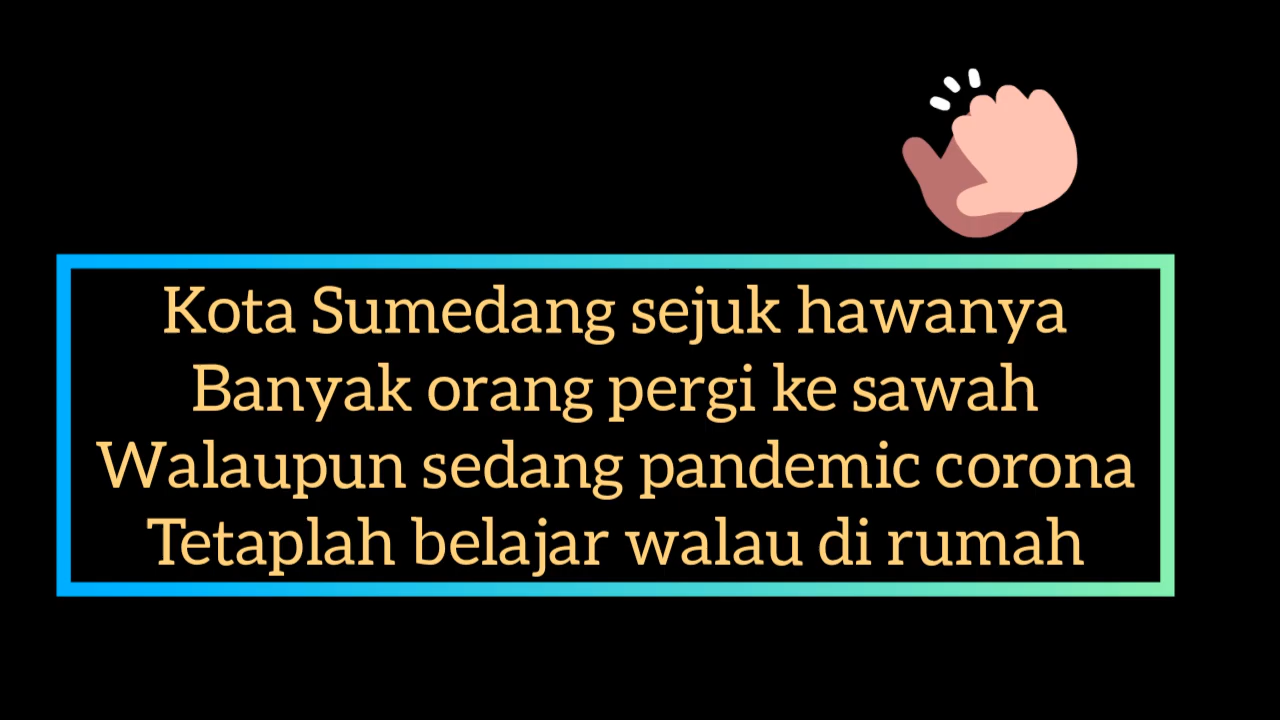 Kota Sumedang sejuk hawanya
Banyak orang pergi ke sawah
Walaupun sedang pandemic corona
Tetaplah belajar walau di rumah